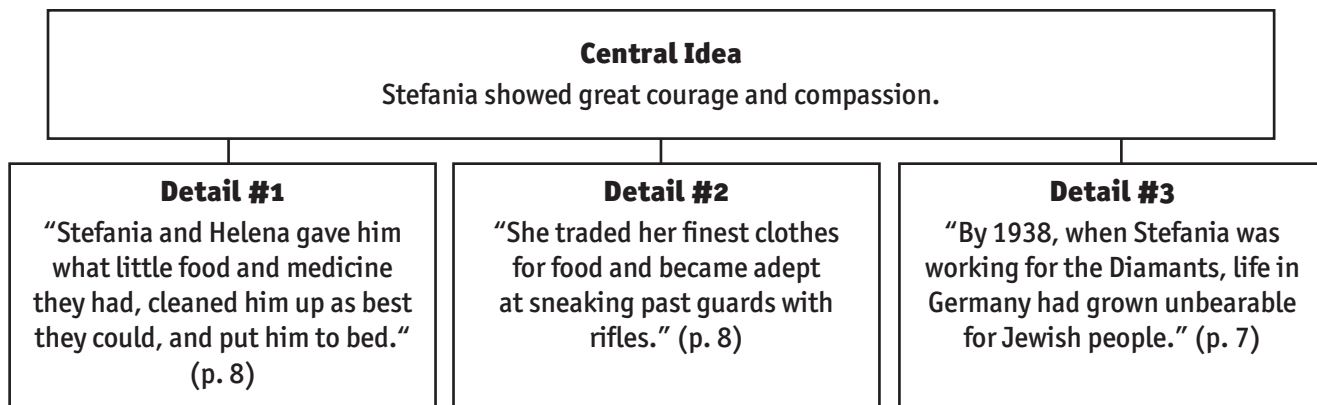 Central Idea
Stefania showed great courage and compassion.
Detail #1
“Stefania and Helena gave him
what little food and medicine
they had, cleaned him up as best
they could, and put him to bed.“
(p. 8)
Detail #2
“She traded her finest clothes
for food and became adept
at sneaking past guards with
rifles.” (p. 8)
Detail #3
“By 1938, when Stefania was
working for the Diamants, life in
Germany had grown unbearable
for Jewish people.” (p. 7)